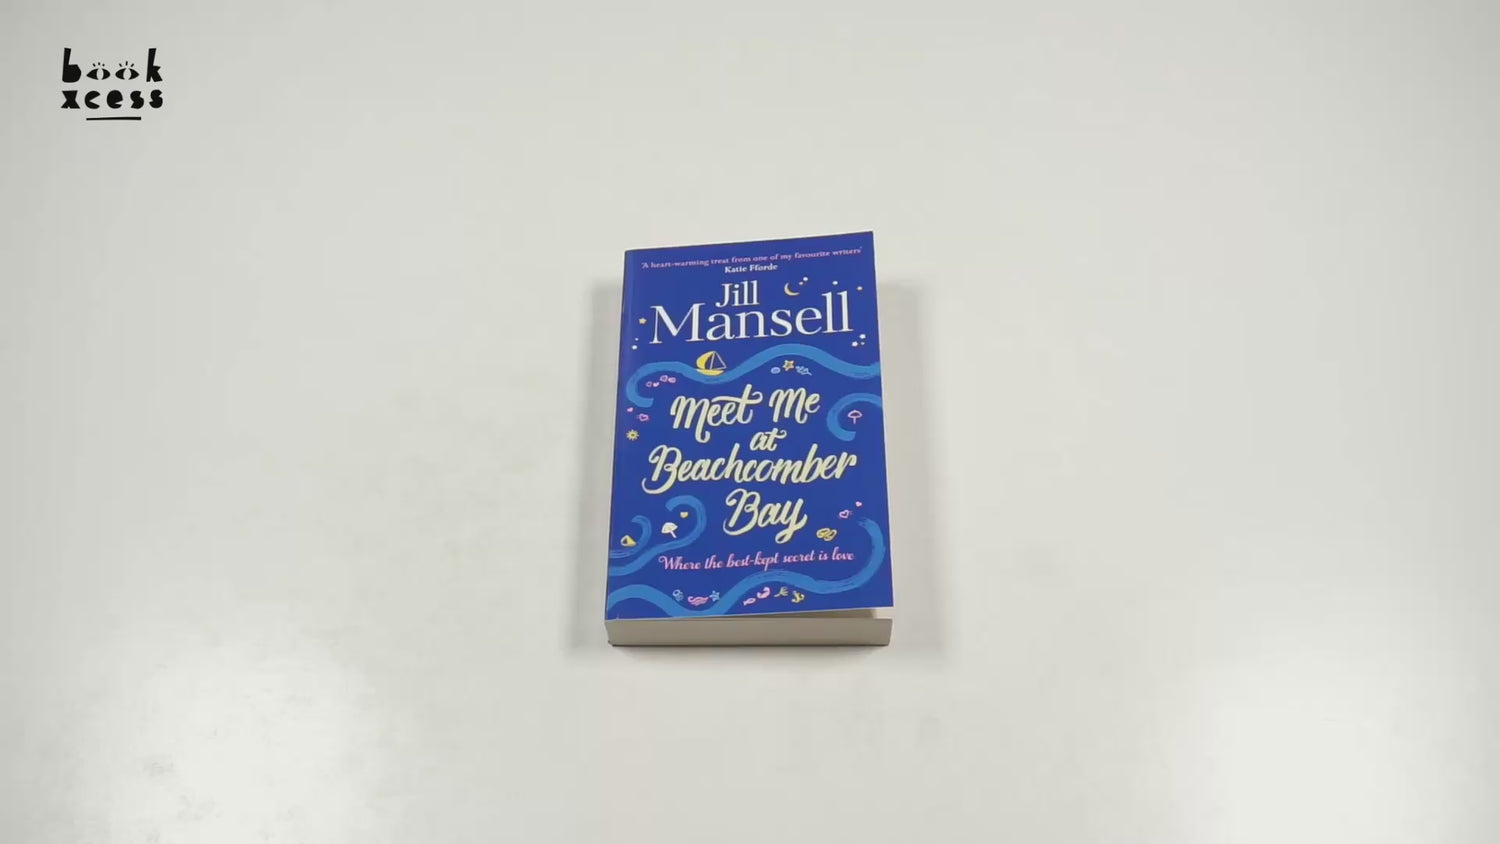 book
xcess
'A heart-warming treat from one of my favourite writers'
Katie Fforde
Jill
Mansell
Meet Me
at
Beachcomber
Bay
Where the best-kept secret is love